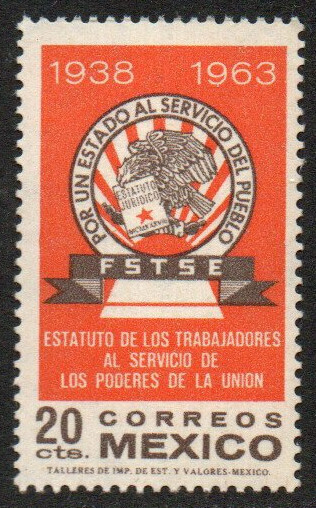 1938 1963
POR UN ESTADO AL SERVICIO DEL PUEBLO
ESTATUTO
JURIDICO
MCMXXXVIII
FSTSE
ESTATUTO DE LOS TRABAJADORES
AL SERVICIO DE
LOS PODERES DE LA UNION
20 CORREOS
cts. MEXICO
TALLERES DE IMP. DE EST. Y VALORES-MEXICO.